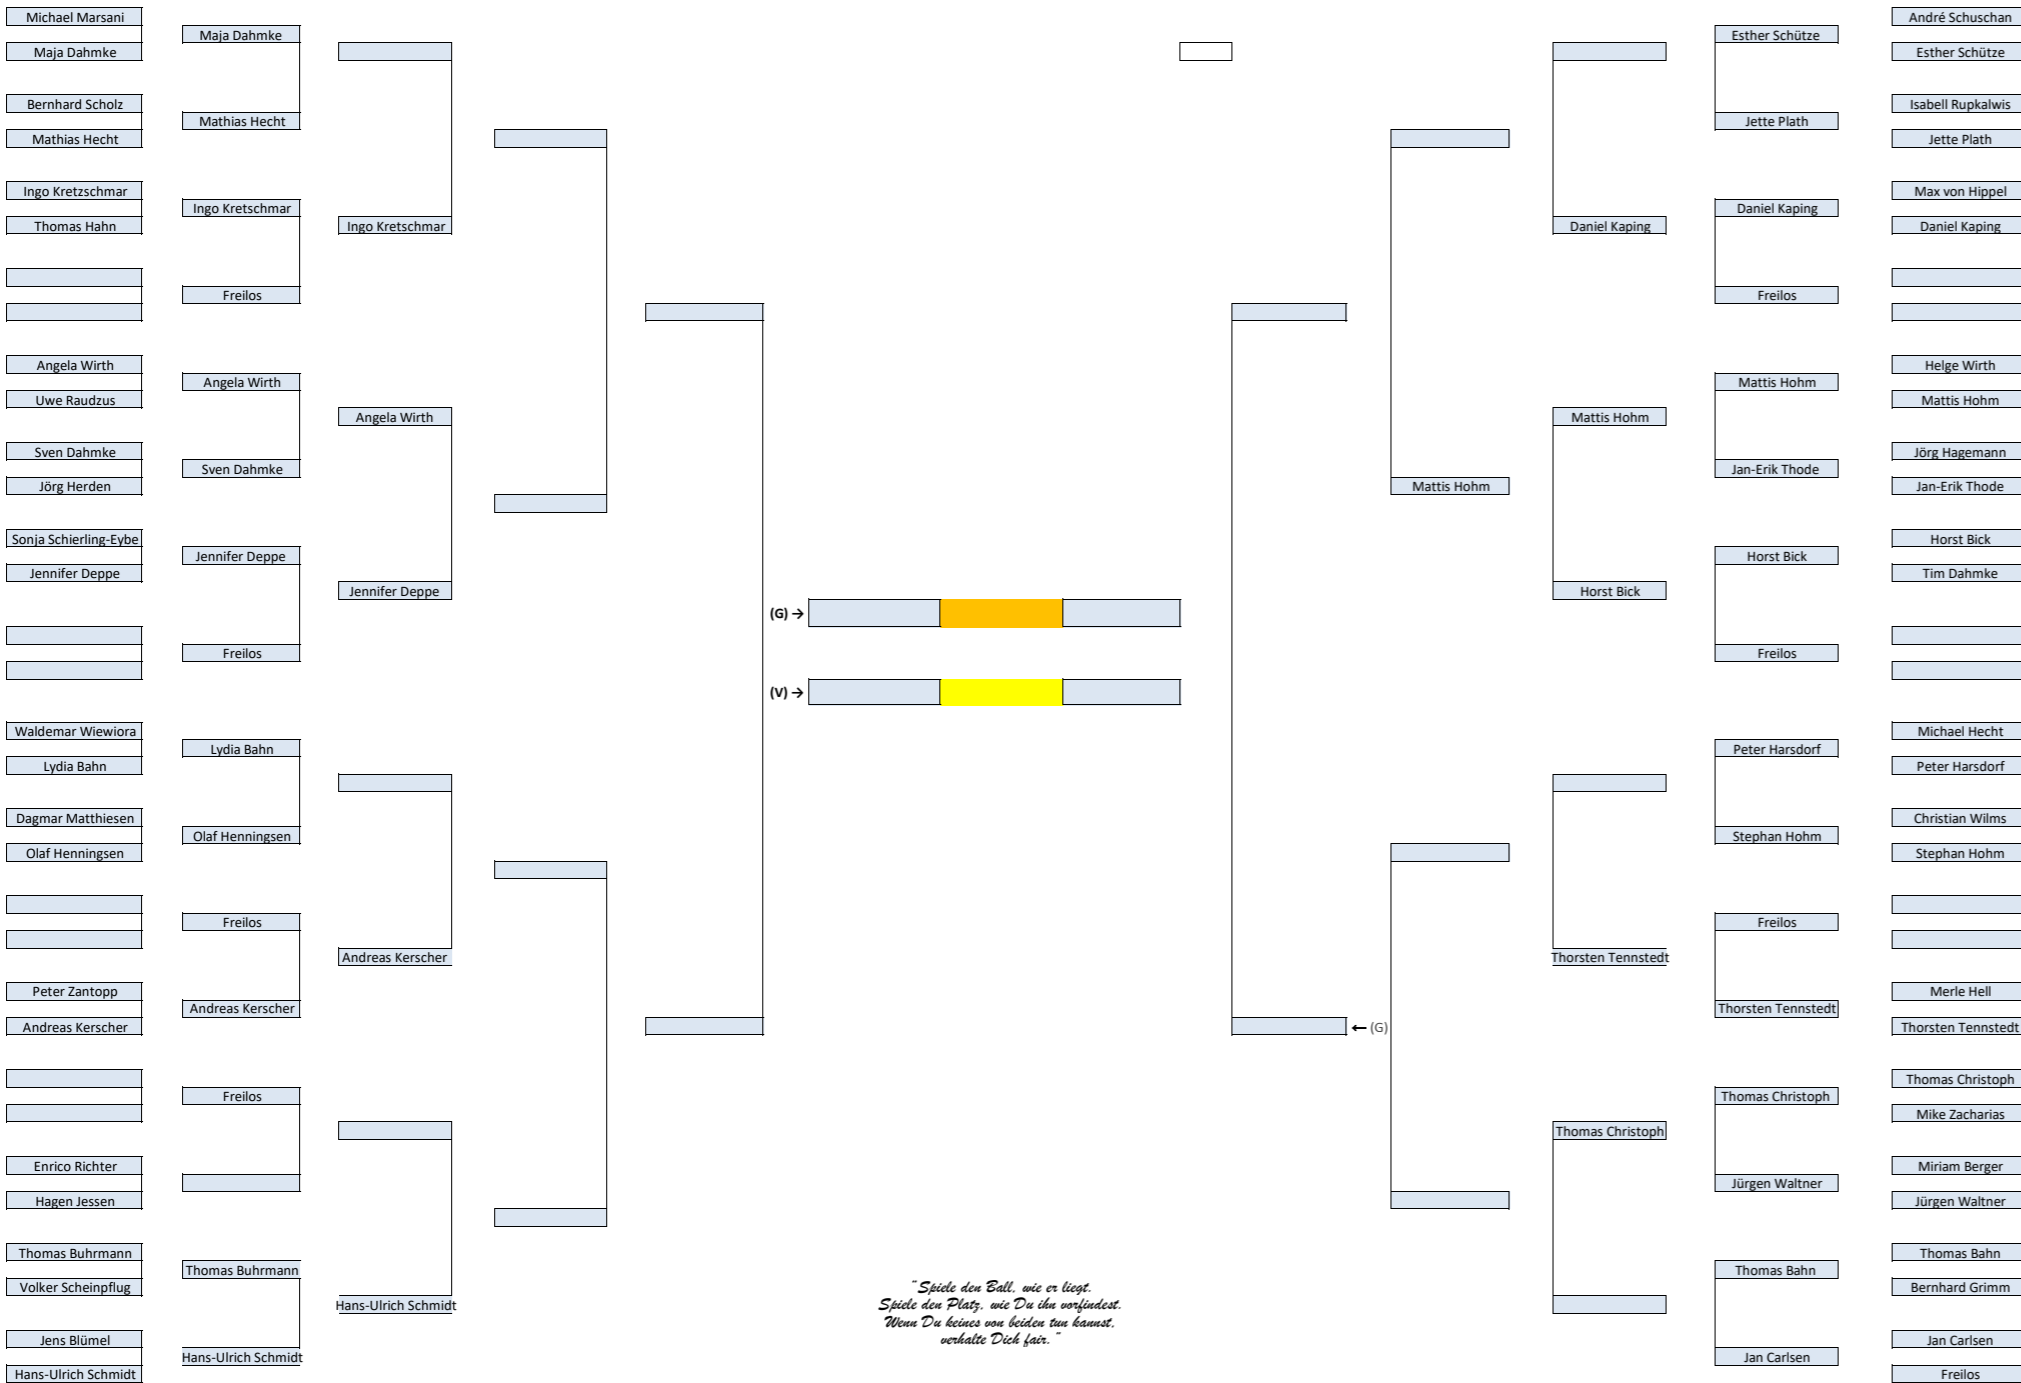 Michael Marsani
Maja Dahmke
Bernhard Scholz
Mathias Hecht
Ingo Kretzschmar
Thomas Hahn
Angela Wirth
Uwe Raudzus
Sven Dahmke
Jörg Herden
Sonja Schierling-Eybe
Jennifer Deppe
Waldemar Wiewiora
Lydia Bahn
Dagmar Matthiesen
Olaf Henningsen
Peter Zantopp
Andreas Kerscher
Enrico Richter
Hagen Jessen
Thomas Buhrmann
Volker Scheinpflug
Jens Blümel
Hans-Ulrich Schmidt
Maja Dahmke
Mathias Hecht
Ingo Kretschmar
Freilos
Angela Wirth
Sven Dahmke
Jennifer Deppe
Freilos
Lydia Bahn
Olaf Henningsen
Freilos
Andreas Kerscher
Freilos
Thomas Buhrmann
Hans-Ulrich Schmidt
Ingo Kretschmar
Angela Wirth
Jennifer Deppe
Andreas Kerscher
Hans-Ulrich Schmidt
(G) →
(V) →
"Spiele den Ball, wie er liegt.
Spiele den Platz, wie Du ihn vorfindest.
Wenn Du keines von beiden tun kannst,
verhalte Dich fair."
← (G)
Mattis Hohm
Daniel Kaping
Mattis Hohm
Horst Bick
Thorsten Tennstedt
Thomas Christoph
Esther Schütze
Jette Plath
Daniel Kaping
Freilos
Mattis Hohm
Jan-Erik Thode
Horst Bick
Freilos
Peter Harsdorf
Stephan Hohm
Freilos
Thorsten Tennstedt
Thomas Christoph
Jürgen Waltner
Thomas Bahn
Jan Carlsen
André Schuschan
Esther Schütze
Isabell Rupkalwis
Jette Plath
Max von Hippel
Daniel Kaping
Helge Wirth
Mattis Hohm
Jörg Hagemann
Jan-Erik Thode
Horst Bick
Tim Dahmke
Michael Hecht
Peter Harsdorf
Christian Wilms
Stephan Hohm
Merle Hell
Thorsten Tennstedt
Thomas Christoph
Mike Zacharias
Miriam Berger
Jürgen Waltner
Thomas Bahn
Bernhard Grimm
Jan Carlsen
Freilos